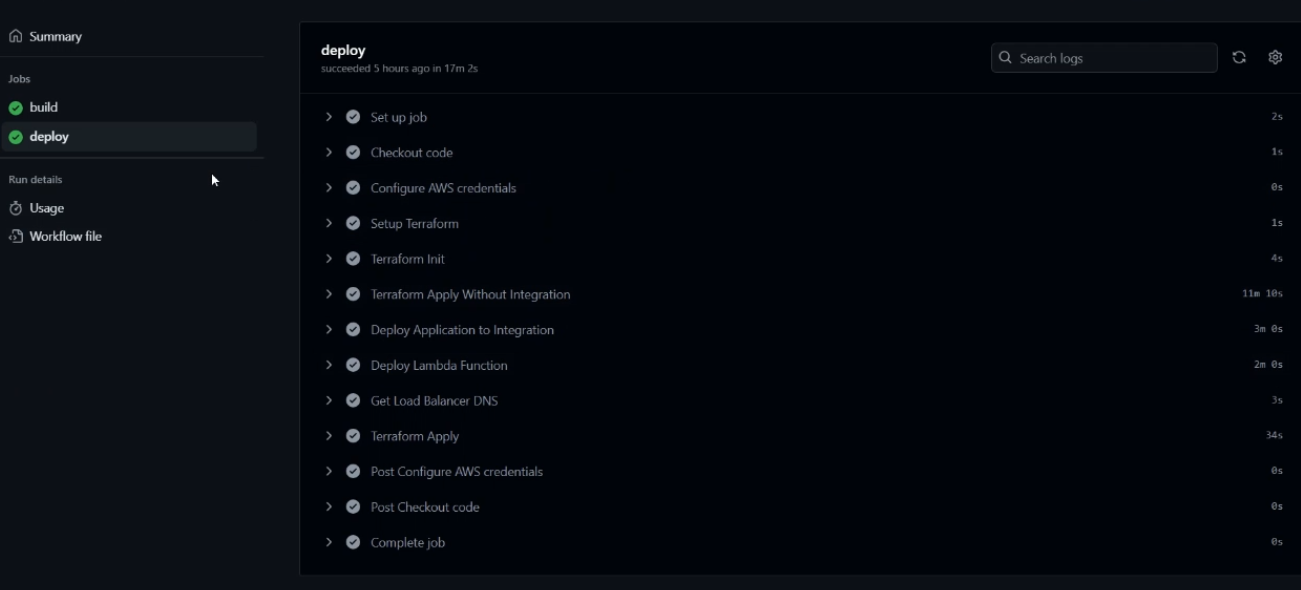 Summary
Jobs
build
deploy
Run details
Usage
Workflow file
deploy
succeeded 5 hours ago in 17m 2s
Search logs
Set up job 2s
Checkout code 1s
Configure AWS credentials 0s
Setup Terraform 1s
Terraform Init 4s
Terraform Apply Without Integration 11m 10s
Deploy Application to Integration 3m 0s
Deploy Lambda Function 2m 0s
Get Load Balancer DNS 3s
Terraform Apply 34s
Post Configure AWS credentials 0s
Post Checkout code 0s
Complete job 0s